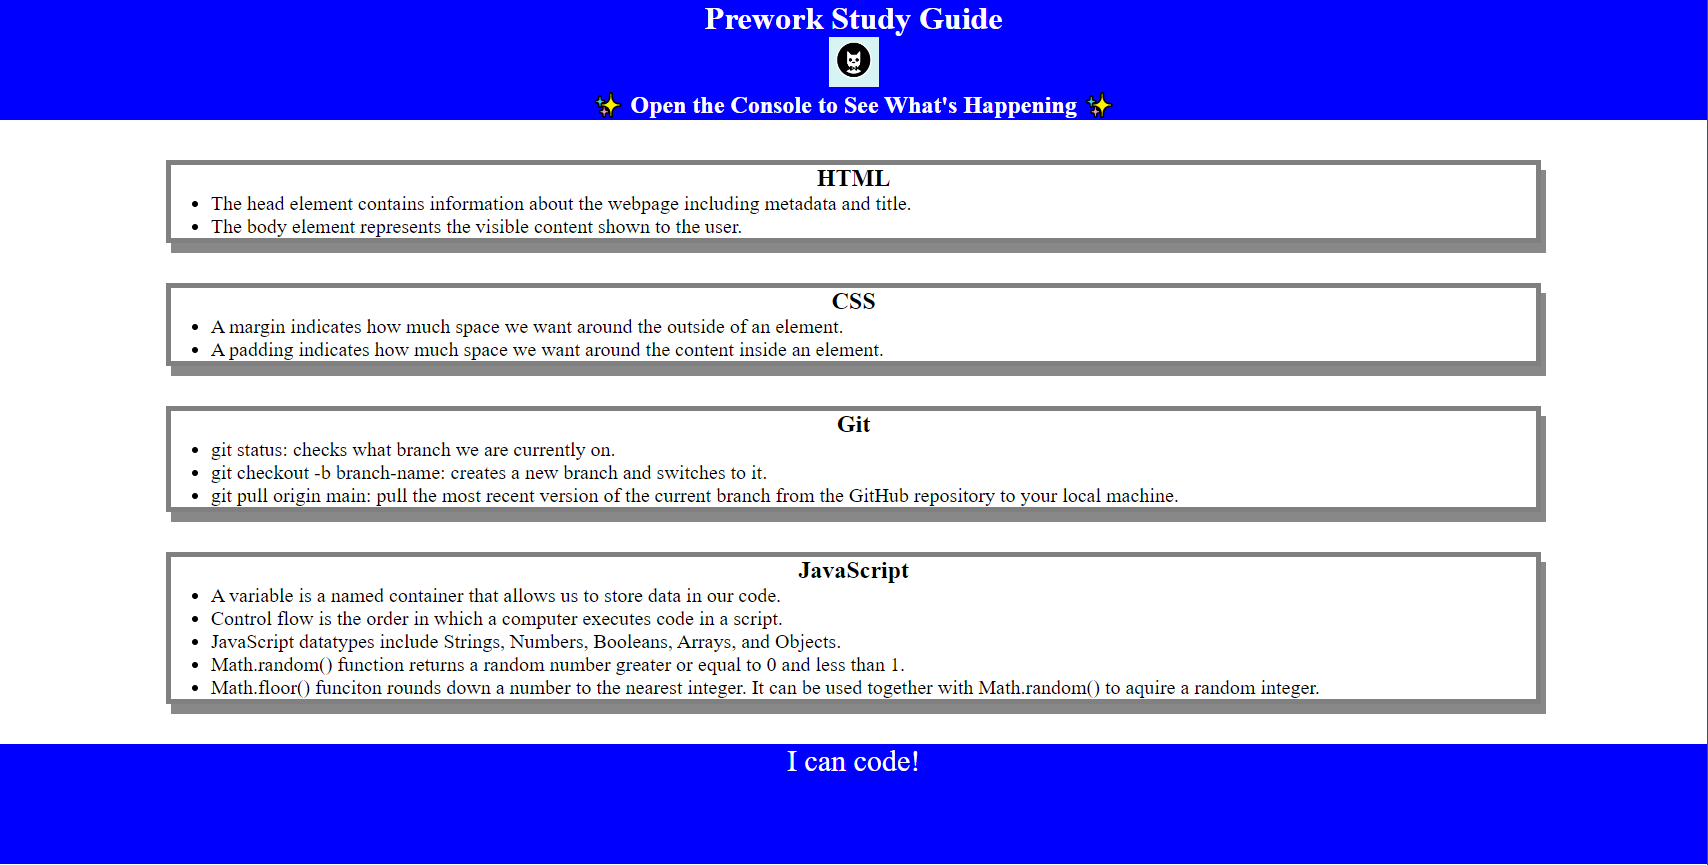 Prework Study Guide
✨ Open the Console to See What's Happening ✨
HTML
• The head element contains information about the webpage including metadata and title.
• The body element represents the visible content shown to the user.
CSS
• A margin indicates how much space we want around the outside of an element.
• A padding indicates how much space we want around the content inside an element.
Git
• git status: checks what branch we are currently on.
• git checkout -b branch-name: creates a new branch and switches to it.
• git pull origin main: pull the most recent version of the current branch from the GitHub repository to your local machine.
JavaScript
• A variable is a named container that allows us to store data in our code.
• Control flow is the order in which a computer executes code in a script.
• JavaScript datatypes include Strings, Numbers, Booleans, Arrays, and Objects.
• Math.random() function returns a random number greater or equal to 0 and less than 1.
• Math.floor() funciton rounds down a number to the nearest integer. It can be used together with Math.random() to aquire a random integer.
I can code!